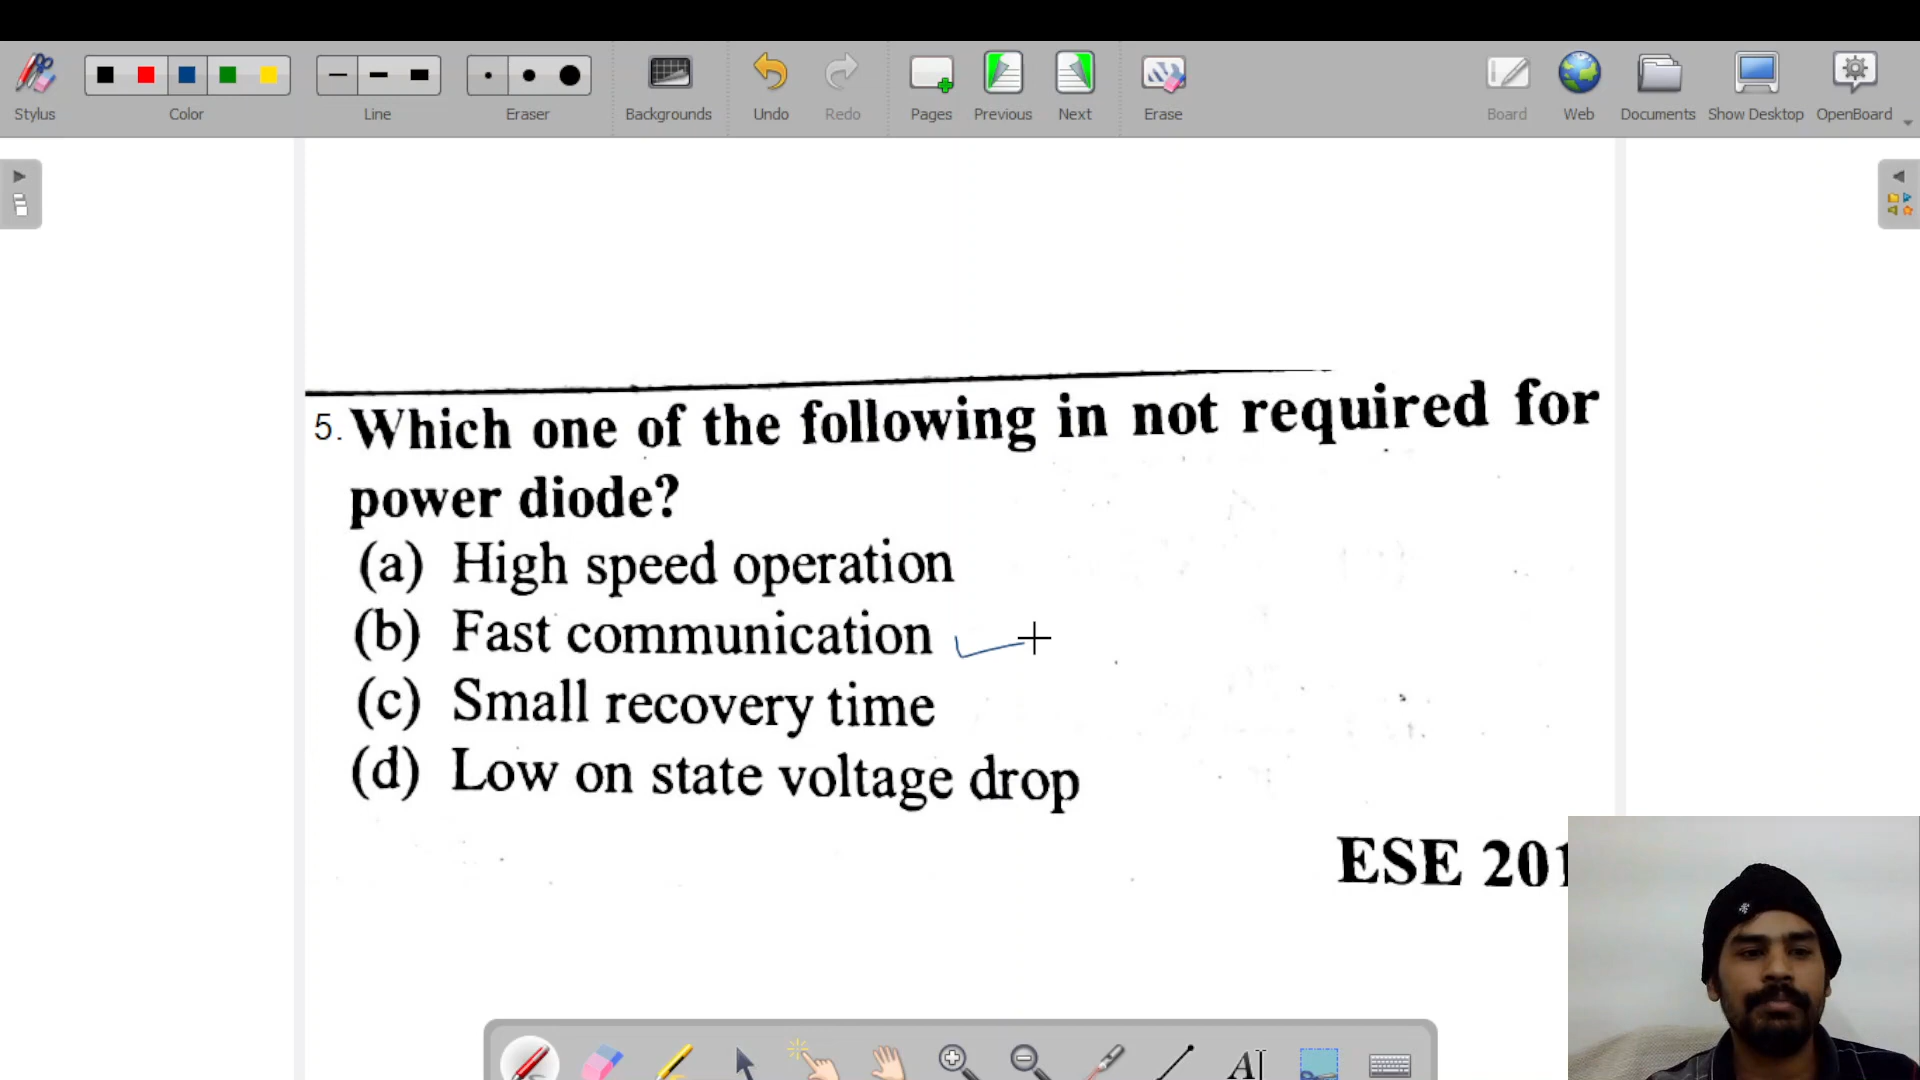 Stylus
Color
Line
Eraser
Backgrounds
Undo
Redo
Pages
Previous
Next
Erase
Board
Web
Documents
Show Desktop
OpenBoard
5. Which one of the following in not required for
power diode?
(a) High speed operation
(b) Fast communication
(c) Small recovery time
(d) Low on state voltage drop
ESE 201
A